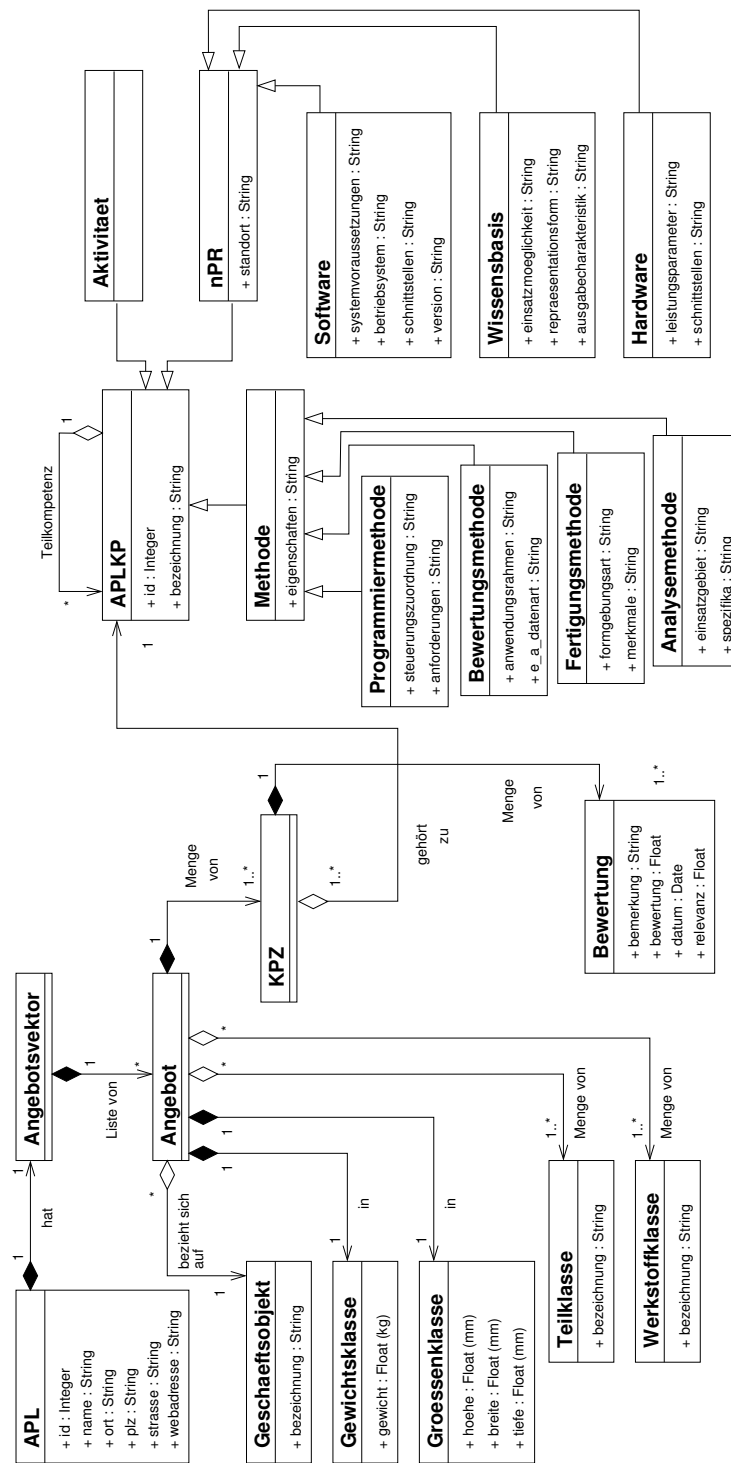 APL
+ id : Integer
+ name : String
+ ort : String
+ plz : String
+ strasse : String
+ webadresse : String
1
hat
1
Angebotsvektor
1
Liste von
*
Angebot
*
bezieht sich
auf
1
Geschaeftsobjekt
+ bezeichnung : String
1
in
1
Gewichtsklasse
+ gewicht : Float (kg)
1
in
1
Groessenklasse
+ hoehe : Float (mm)
+ breite : Float (mm)
+ tiefe : Float (mm)
*
1..*
Menge von
Teilklasse
+ bezeichnung : String
*
1..*
Menge von
Werkstoffklasse
+ bezeichnung : String
1
Menge
von
1..*
KPZ
1
Menge
von
1..*
Bewertung
+ bemerkung : String
+ bewertung : Float
+ datum : Date
+ relevanz : Float
1..*
gehört
zu
1
APLKP
+ id : Integer
+ bezeichnung : String
1
Teilkompetenz
*
Methode
+ eigenschaften : String
Programmiermethode
+ steuerungszuordnung : String
+ anforderungen : String
Bewertungsmethode
+ anwendungsrahmen : String
+ e_a_datenart : String
Fertigungsmethode
+ formgebungsart : String
+ merkmale : String
Analysemethode
+ einsatzgebiet : String
+ spezifika : String
Aktivitaet
nPR
+ standort : String
Software
+ systemvoraussetzungen : String
+ betriebsystem : String
+ schnittstellen : String
+ version : String
Wissensbasis
+ einsatzmoeglichkeit : String
+ repraesentationsform : String
+ ausgabecharakteristik : String
Hardware
+ leistungsparameter : String
+ schnittstellen : String